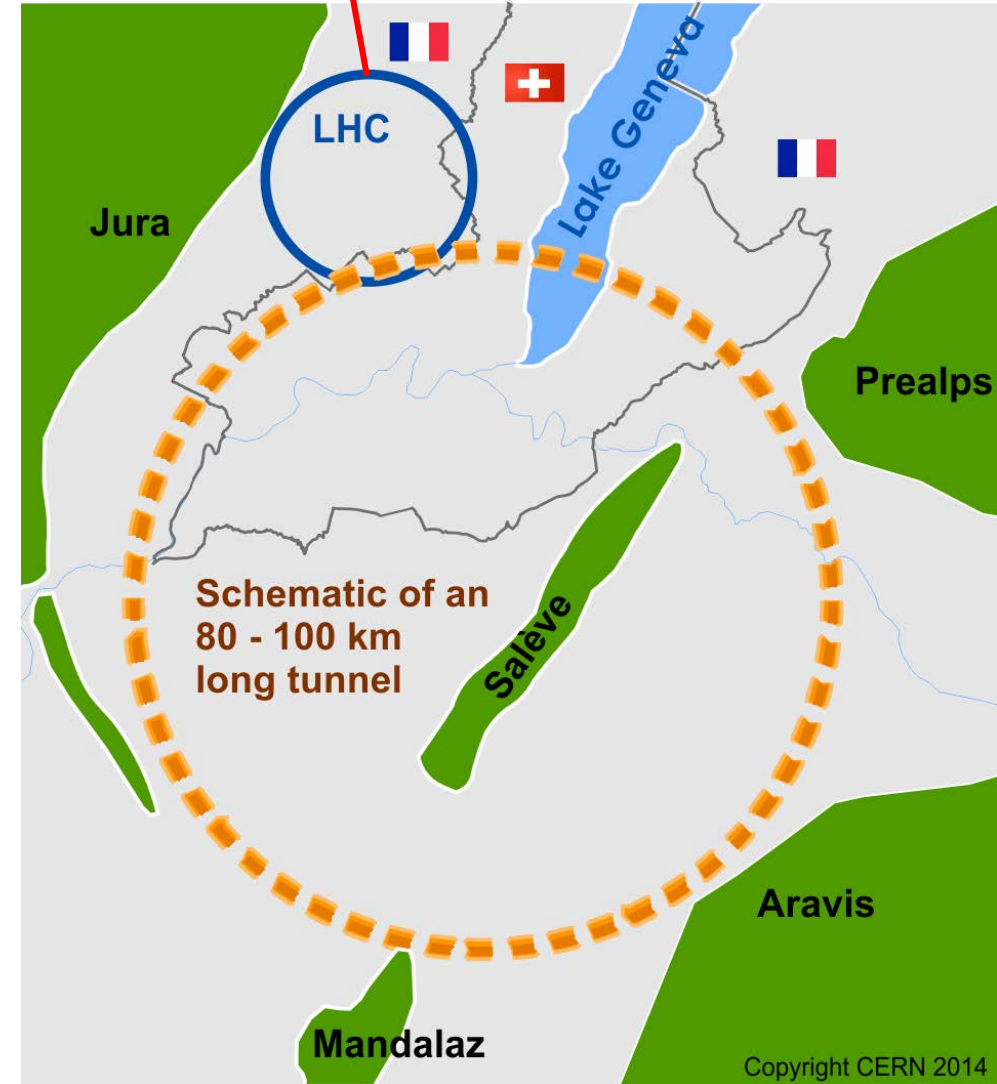 LHC
Lake Geneva
Jura
Prealps
Schematic of an
80 - 100 km
long tunnel
Salève
Aravis
Mandalaz
Copyright CERN 2014